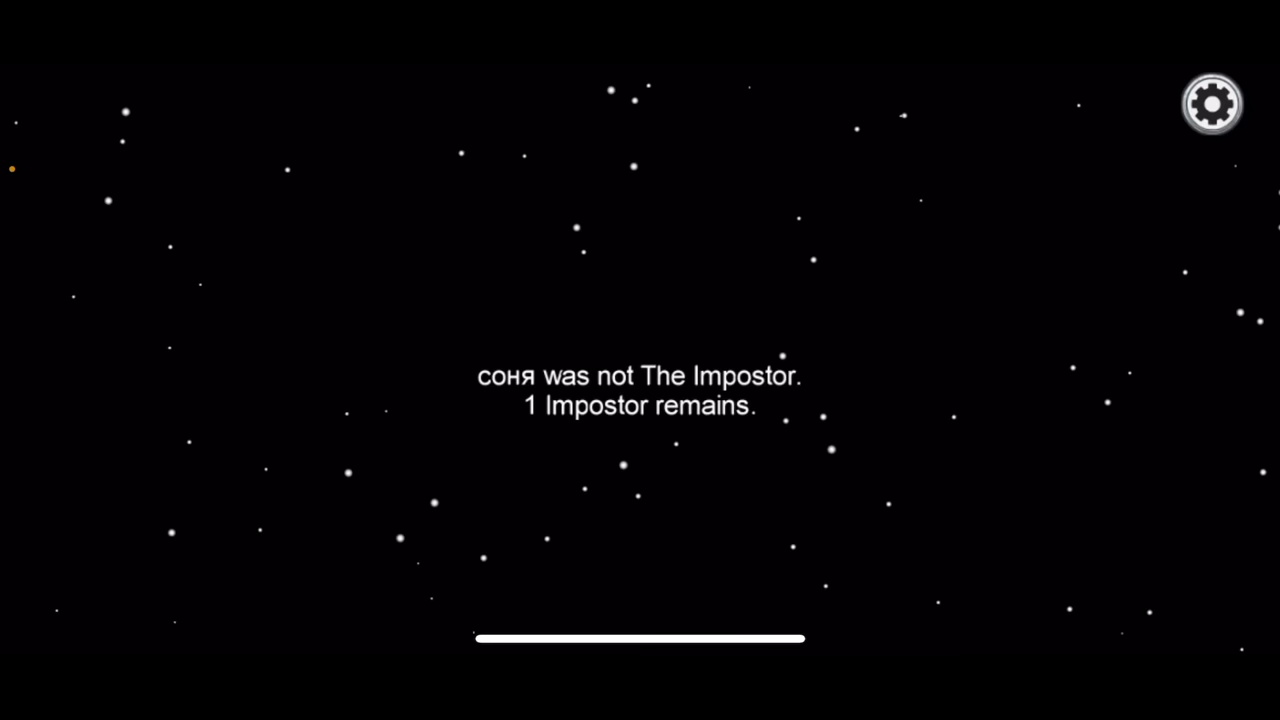 соня was not The Impostor.
1 Impostor remains.